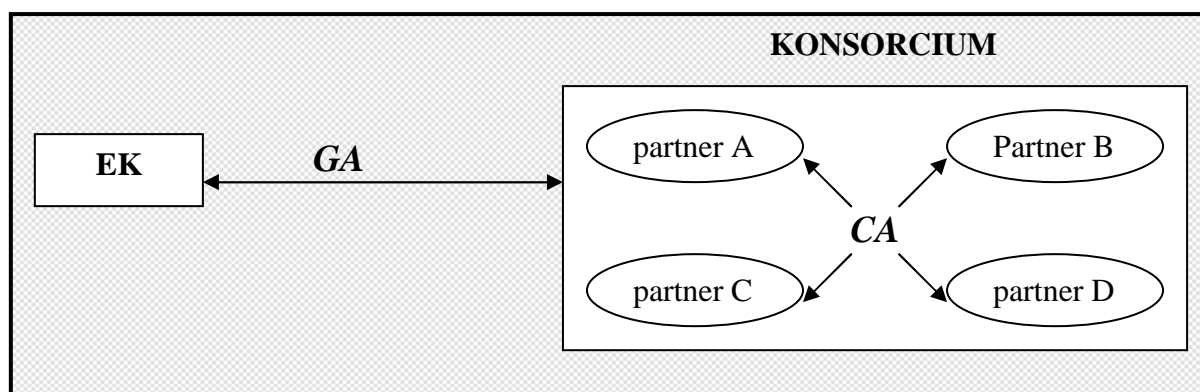 KONSORCIUM
EK
GA
partner A
Partner B
CA
partner C
partner D